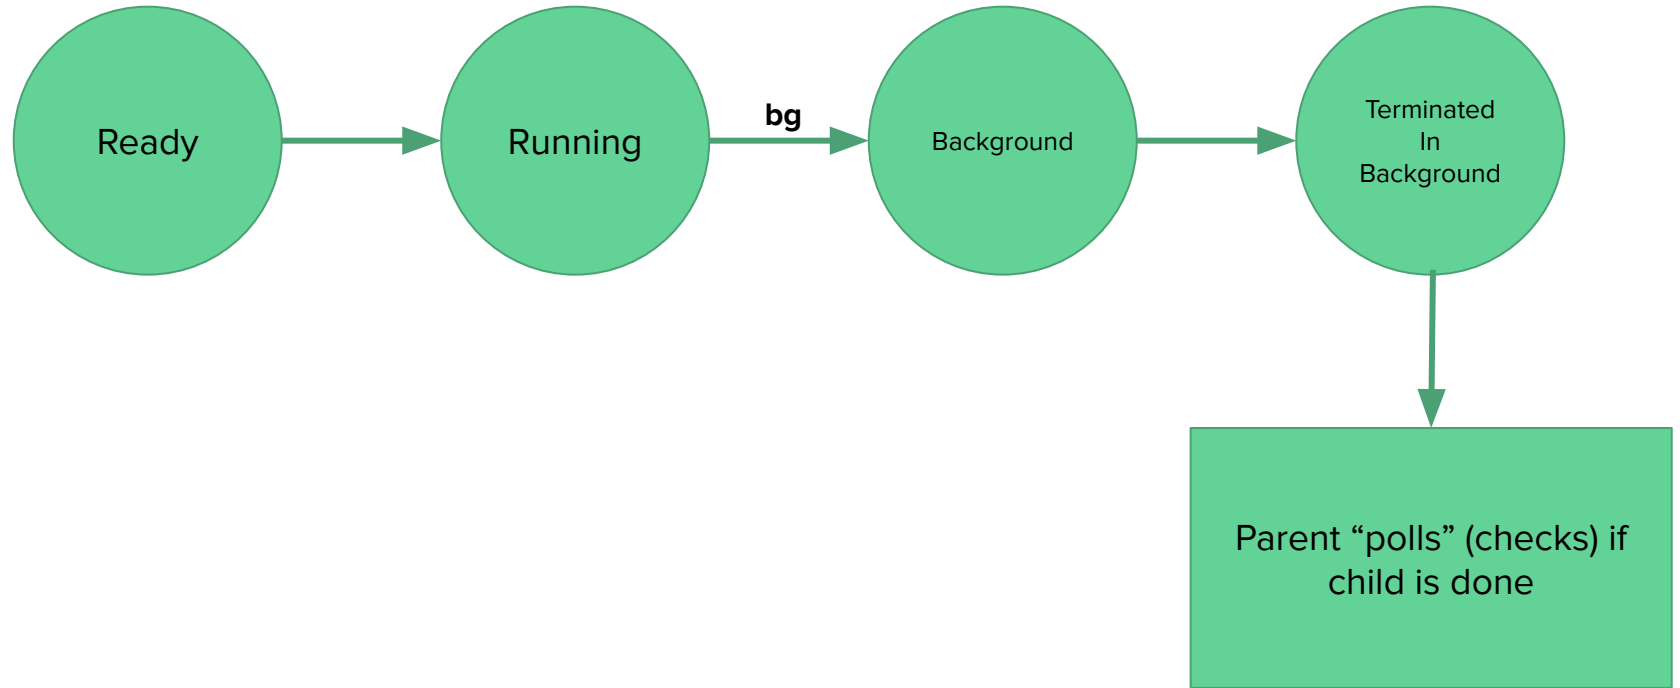 Ready
Running
bg
Background
Terminated
In
Background
Parent “polls” (checks) if
child is done